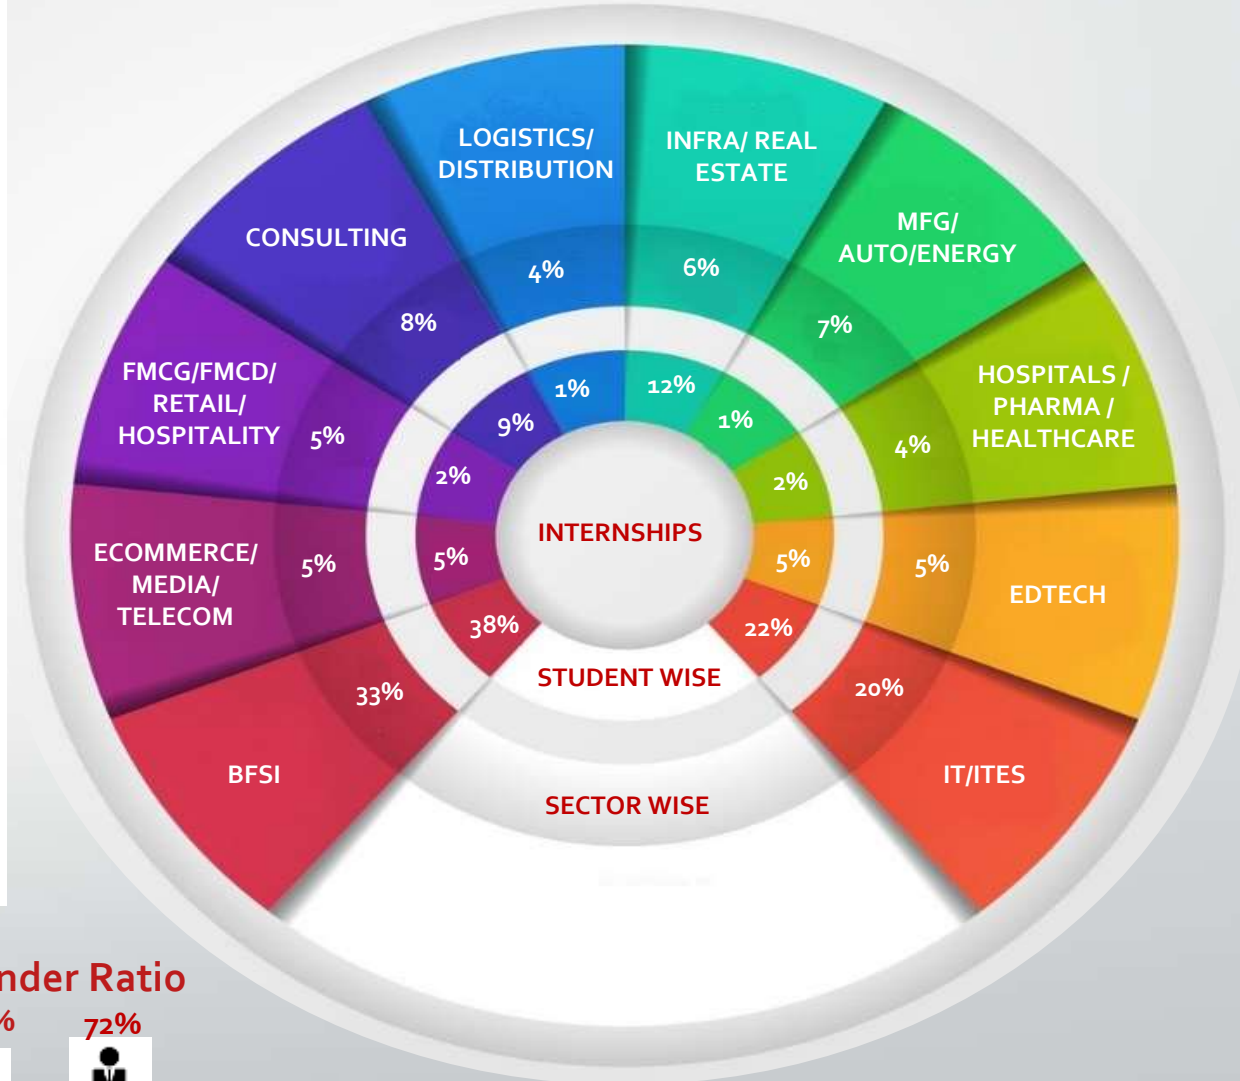 LOGISTICS/
DISTRIBUTION
4%
1%
INFRA/ REAL
ESTATE
6%
12%
MFG/
AUTO/ENERGY
7%
1%
HOSPITALS /
PHARMA /
HEALTHCARE
4%
2%
EDTECH
5%
5%
IT/ITES
20%
22%
CONSULTING
8%
9%
FMCG/FMCD/
RETAIL/
HOSPITALITY
5%
2%
ECOMMERCE/
MEDIA/
TELECOM
5%
5%
BFSI
33%
38%
INTERNSHIPS
STUDENT WISE
SECTOR WISE
nder Ratio
% 72%